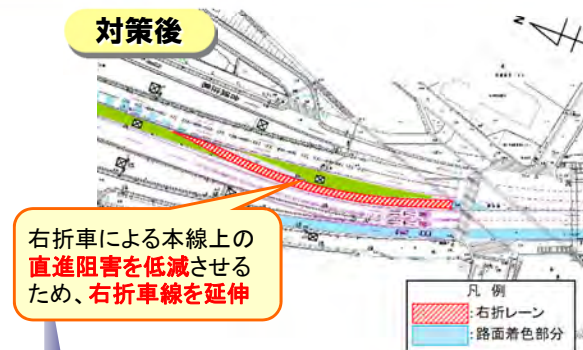 対策後
N
右折車による本線上の
直進阻害を低減させる
ため、右折車線を延伸
凡 例
:右折レーン
:路面着色部分